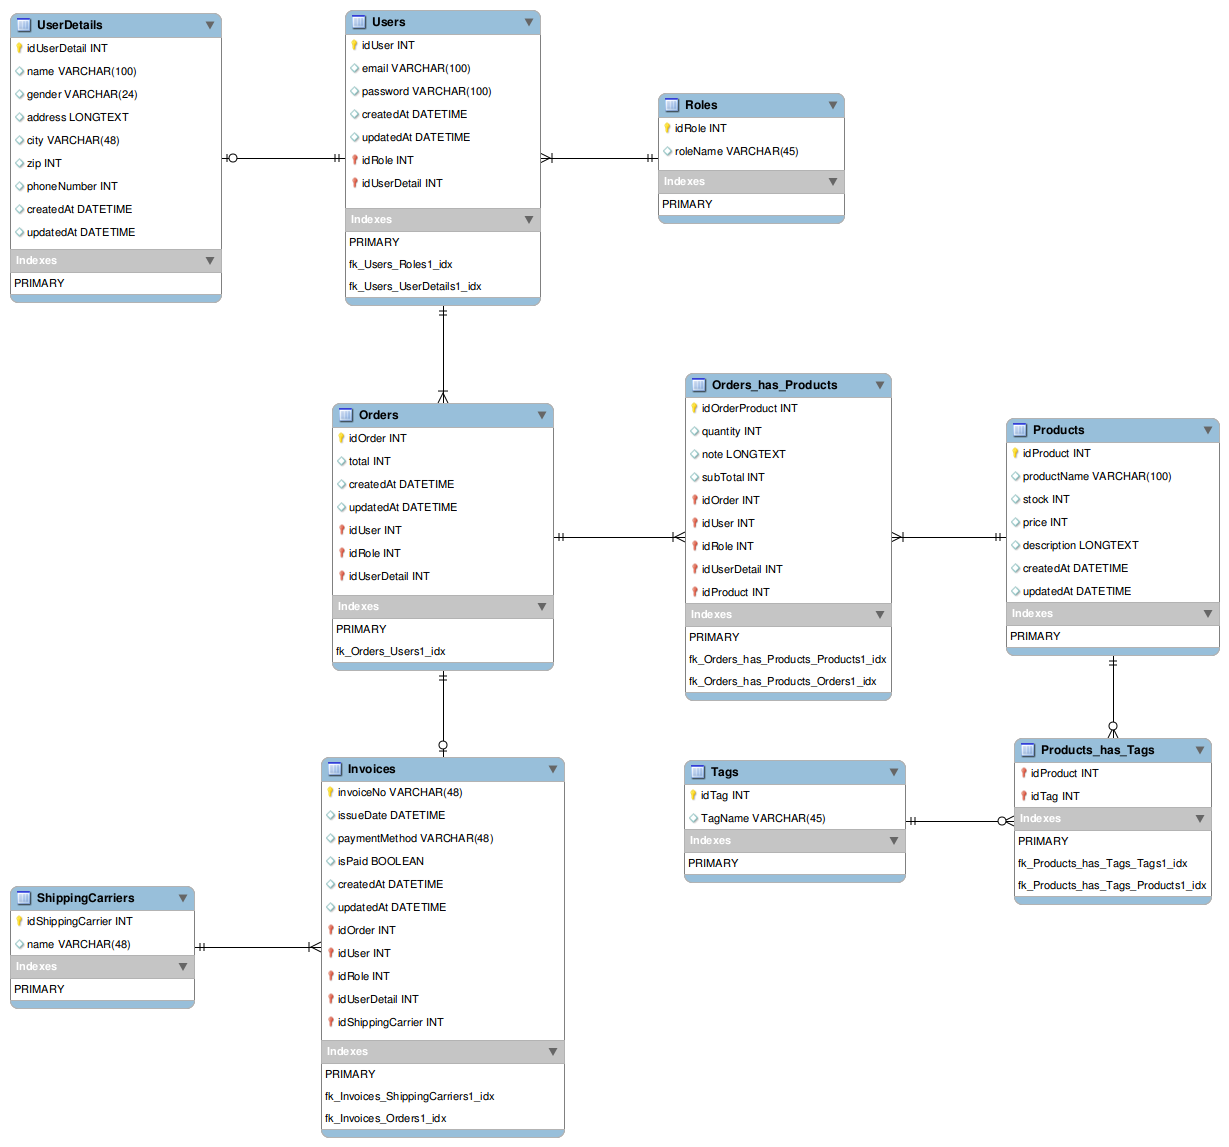 UserDetails
idUserDetail INT
name VARCHAR(100)
gender VARCHAR(24)
address LONGTEXT
city VARCHAR(48)
zip INT
phoneNumber INT
createdAt DATETIME
updatedAt DATETIME
Indexes
PRIMARY
Users
idUser INT
email VARCHAR(100)
password VARCHAR(100)
createdAt DATETIME
updatedAt DATETIME
idRole INT
idUserDetail INT
Indexes
PRIMARY
fk_Users_Roles1_idx
fk_Users_UserDetails1_idx
Roles
idRole INT
roleName VARCHAR(45)
Indexes
PRIMARY
Orders
idOrder INT
total INT
createdAt DATETIME
updatedAt DATETIME
idUser INT
idRole INT
idUserDetail INT
Indexes
PRIMARY
fk_Orders_Users1_idx
Orders_has_Products
idOrderProduct INT
quantity INT
note LONGTEXT
subTotal INT
idOrder INT
idUser INT
idRole INT
idUserDetail INT
idProduct INT
Indexes
PRIMARY
fk_Orders_has_Products_Products1_idx
fk_Orders_has_Products_Orders1_idx
Products
idProduct INT
productName VARCHAR(100)
stock INT
price INT
description LONGTEXT
createdAt DATETIME
updatedAt DATETIME
Indexes
PRIMARY
Invoices
invoiceNo VARCHAR(48)
issueDate DATETIME
paymentMethod VARCHAR(48)
isPaid BOOLEAN
createdAt DATETIME
updatedAt DATETIME
idOrder INT
idUser INT
idRole INT
idUserDetail INT
idShippingCarrier INT
Indexes
PRIMARY
fk_Invoices_ShippingCarriers1_idx
fk_Invoices_Orders1_idx
Tags
idTag INT
TagName VARCHAR(45)
Indexes
PRIMARY
Products_has_Tags
idProduct INT
idTag INT
Indexes
PRIMARY
fk_Products_has_Tags_Tags1_idx
fk_Products_has_Tags_Products1_idx
ShippingCarriers
idShippingCarrier INT
name VARCHAR(48)
Indexes
PRIMARY